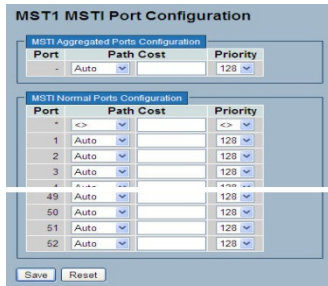 MST1 MSTI Port Configuration
MSTI Aggregated Ports Configuration
Port Path Cost Priority
- Auto 128
MSTI Normal Ports Configuration
Port Path Cost Priority
* <> <>
1 Auto 128
2 Auto 128
3 Auto 128
49 Auto 128
50 Auto 128
51 Auto 128
52 Auto 128
Save Reset